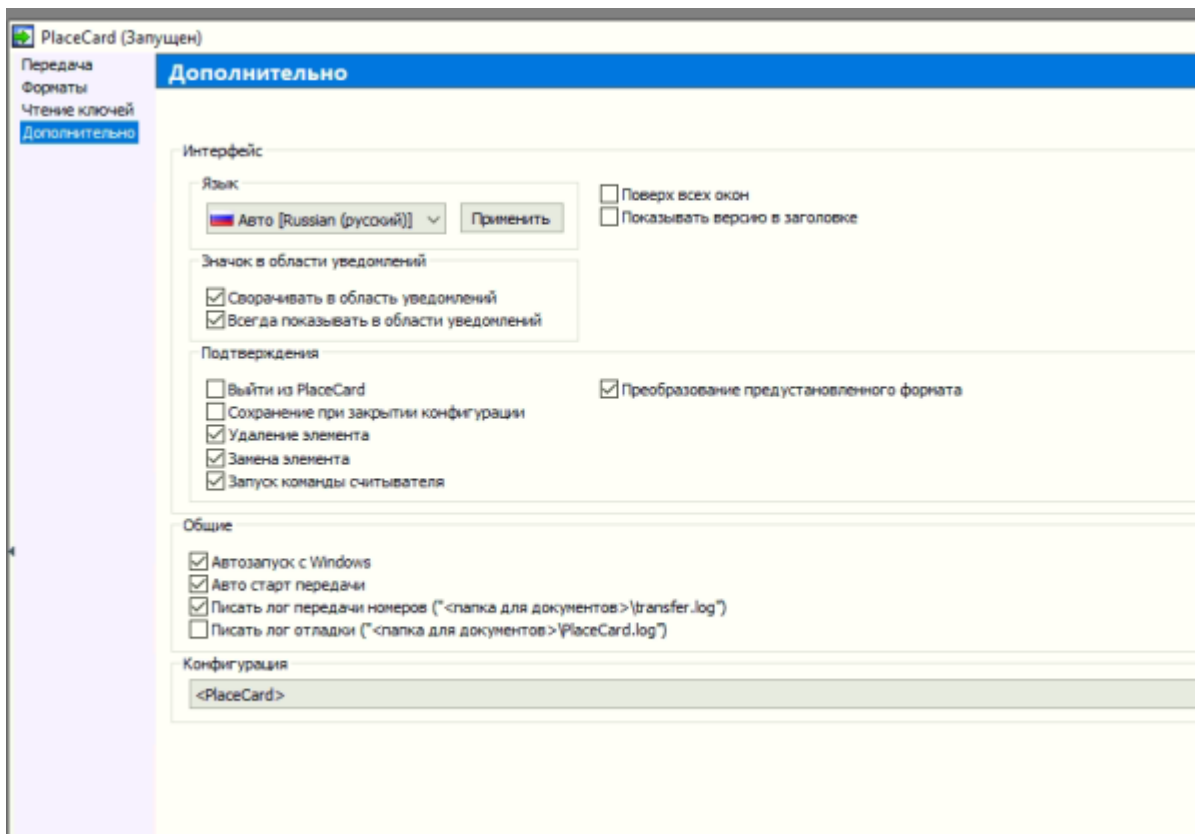 PlaceCard (Запущен)
Передача
Форматы
Чтение ключей
Дополнительно
Дополнительно
Интерфейс
Язык
Авто [Russian (русский)]
Применить
Поверх всех окон
Показывать версию в заголовке
Значок в области уведомлений
Сворачивать в область уведомлений
Всегда показывать в области уведомлений
Подтверждения
Выйти из PlaceCard
Преобразование предустановленного формата
Сохранение при закрытии конфигурации
Удаление элемента
Замена элемента
Запуск команды считывателя
Общие
Автозапуск с Windows
Авто старт передачи
Писать лог передачи номеров ("<папка для документов>\transfer.log")
Писать лог отладки ("<папка для документов>\PlaceCard.log")
Конфигурация
<PlaceCard>